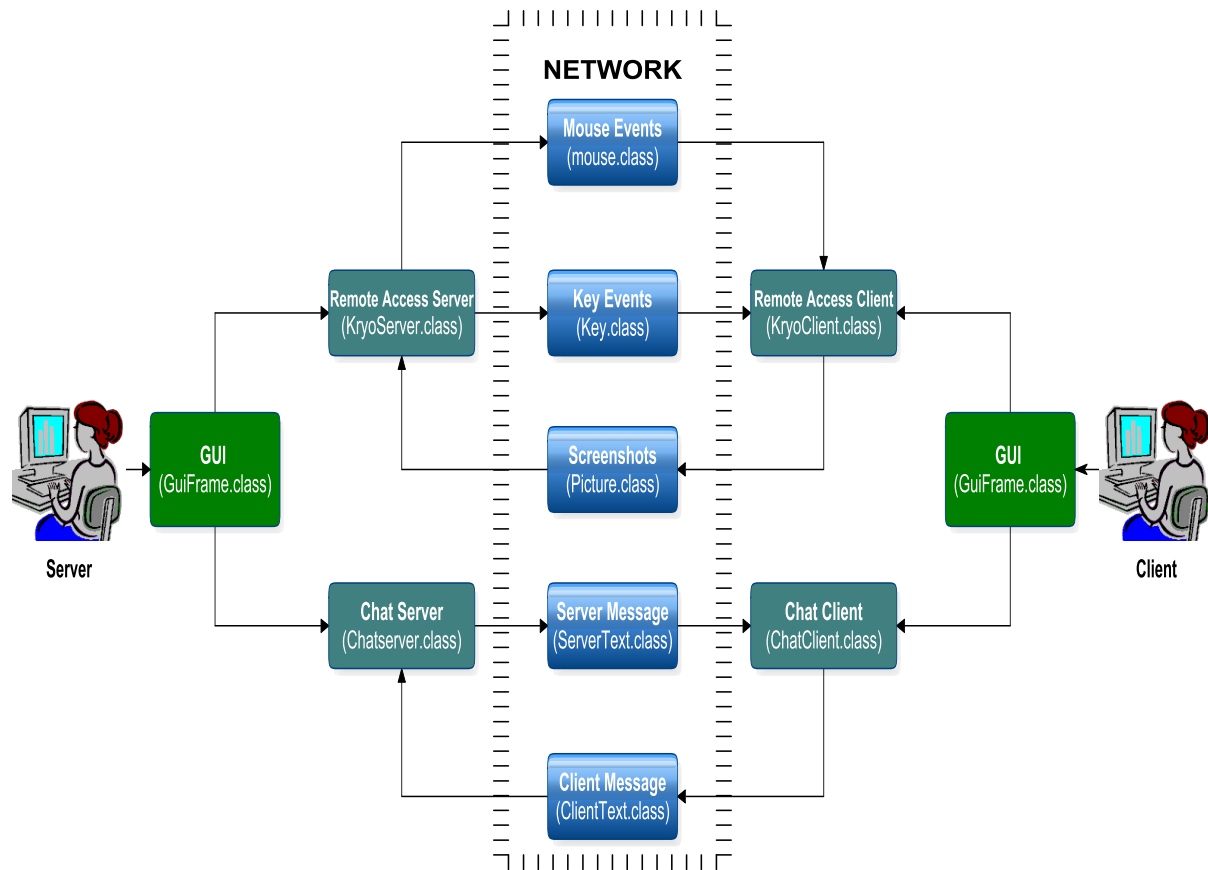 NETWORK
Mouse Events
(mouse.class)
Remote Access Server
(KryoServer.class)
Key Events
(Key.class)
Remote Access Client
(KryoClient.class)
GUI
(GuiFrame.class)
Screenshots
(Picture.class)
GUI
(GuiFrame.class)
Server
Client
Chat Server
(Chatserver.class)
Server Message
(ServerText.class)
Chat Client
(ChatClient.class)
Client Message
(ClientText.class)